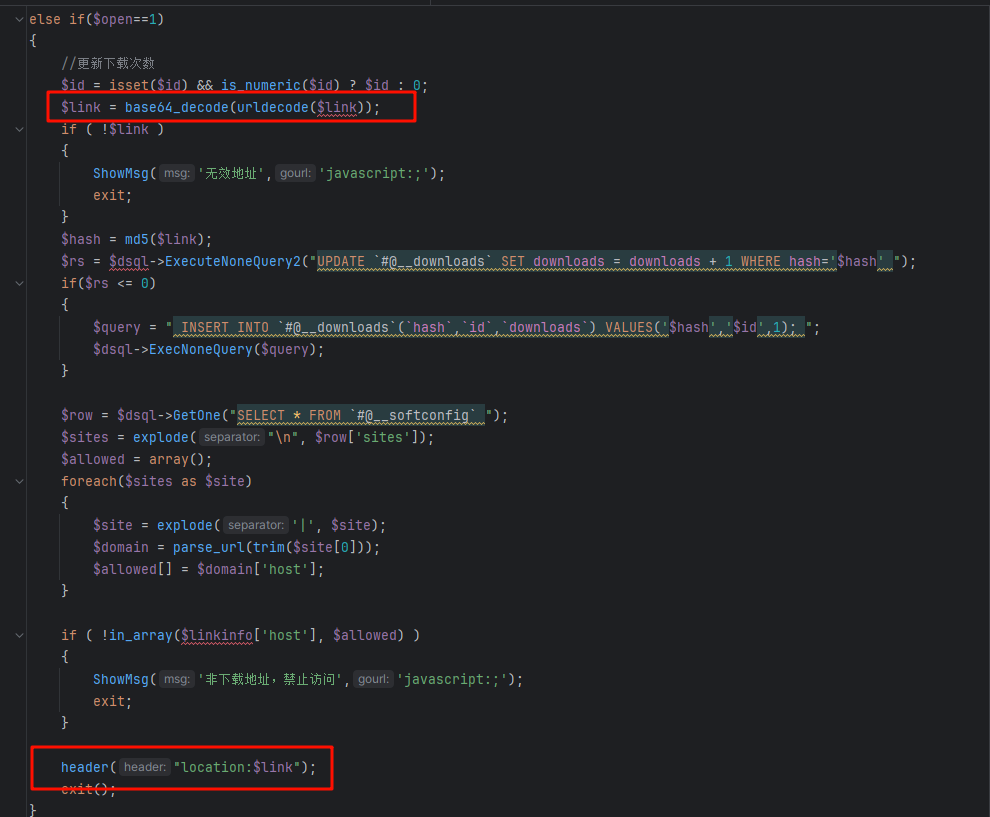 else if($open==1)
{
//更新下载次数
$id = isset($id) && is_numeric($id) ? $id : 0;
$link = base64_decode(urldecode($link));
if ( !$link )
{
ShowMsg( msg: '无效地址', gourl: 'javascript:;');
exit;
}
$hash = md5($link);
$rs = $dsql->ExecuteNoneQuery2("UPDATE `#@__downloads` SET downloads = downloads + 1 WHERE hash='$hash' ");
if($rs <= 0)
{
$query = " INSERT INTO `#@__downloads`(`hash`,`id`,`downloads`) VALUES('$hash','$id',1); ";
$dsql->ExecNoneQuery($query);
}
$row = $dsql->GetOne("SELECT * FROM `#@__softconfig` ");
$sites = explode( separator: "\n", $row['sites']);
$allowed = array();
foreach($sites as $site)
{
$site = explode( separator: '|', $site);
$domain = parse_url(trim($site[0]));
$allowed[] = $domain['host'];
}
if ( !in_array($linkinfo['host'], $allowed) )
{
ShowMsg( msg: '非下载地址，禁止访问', gourl: 'javascript:;');
exit;
}
header( header: "location:$link");
exit();
}